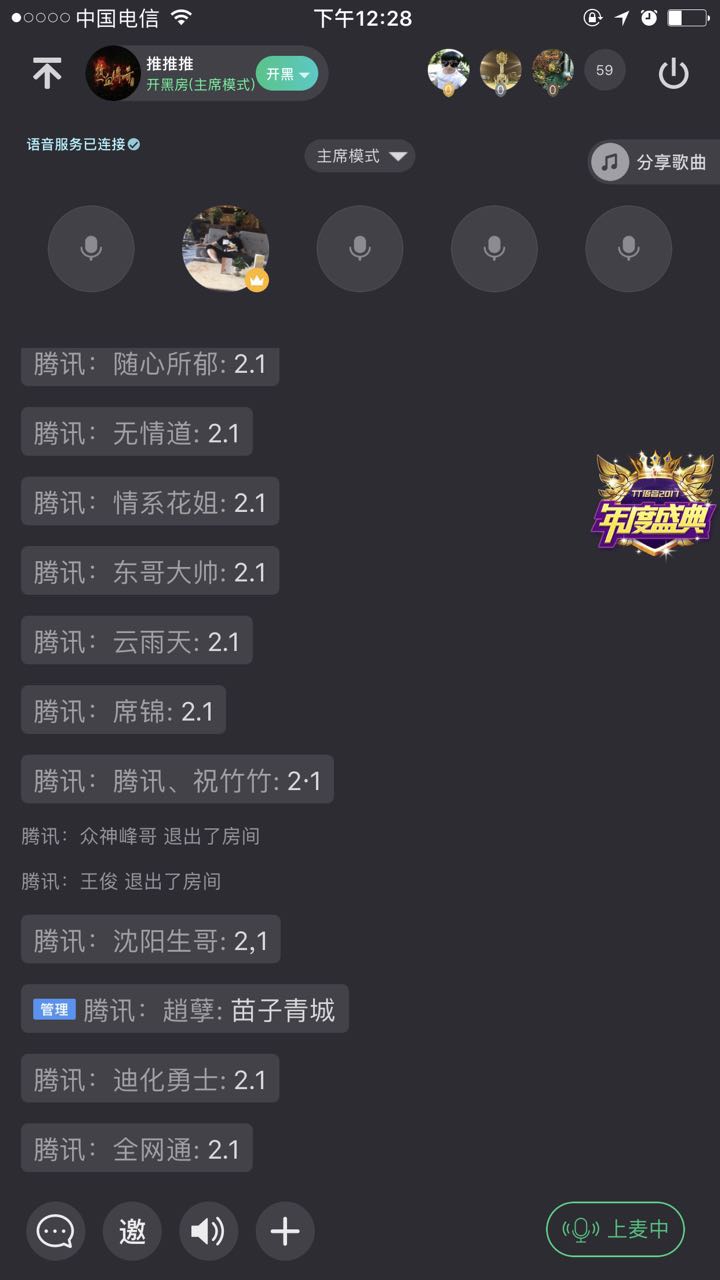 中国电信 下午12:28
推推推
开黑房(主席模式)
开黑
0
0
0
59
语音服务已连接
主席模式
分享歌曲
腾讯：随心所郁: 2.1
腾讯：无情道: 2.1
腾讯：情系花姐: 2.1
TT语音2017
年度盛典
腾讯：东哥大帅: 2.1
腾讯：云雨天: 2.1
腾讯：席锦: 2.1
腾讯：腾讯、祝竹竹: 2·1
腾讯：众神峰哥 退出了房间
腾讯：王俊 退出了房间
腾讯：沈阳生哥: 2,1
管理 腾讯：趙孽: 苗子青城
腾讯：迪化勇士: 2.1
腾讯：全网通: 2.1
邀
上麦中